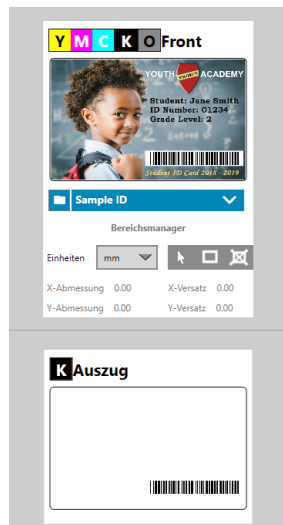 Y M C K O Front
YOUTH ACADEMY
Student: Jane Smith
ID Number: 01234
Grade Level: 2
Student ID Card 2018 - 2019
Sample ID
Bereichsmanager
Einheiten mm
X-Abmessung 0.00 X-Versatz 0.00
Y-Abmessung 0.00 Y-Versatz 0.00
K Auszug